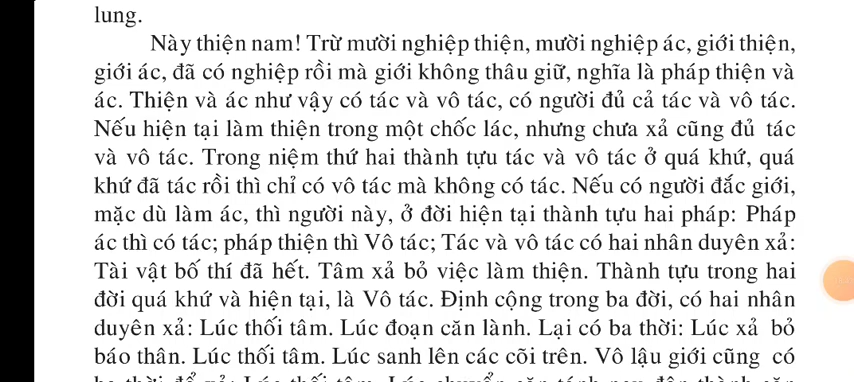 lung.
Này thiện nam! Trừ mười nghiệp thiện, mười nghiệp ác, giới thiện,
giới ác, đã có nghiệp rồi mà giới không thâu giữ, nghĩa là pháp thiện và
ác. Thiện và ác như vậy có tác và vô tác, có người đủ cả tác và vô tác.
Nếu hiện tại làm thiện trong một chốc lác, nhưng chưa xả cũng đủ tác
và vô tác. Trong niệm thứ hai thành tựu tác và vô tác ở quá khứ, quá
khứ đã tác rồi thì chỉ có vô tác mà không có tác. Nếu có người đắc giới,
mặc dù làm ác, thì người này, ở đời hiện tại thành tựu hai pháp: Pháp
ác thì có tác; pháp thiện thì Vô tác; Tác và vô tác có hai nhân duyên xả:
Tài vật bố thí đã hết. Tâm xả bỏ việc làm thiện. Thành tựu trong hai
đời quá khứ và hiện tại, là Vô tác. Định cộng trong ba đời, có hai nhân
duyên xả: Lúc thối tâm. Lúc đoạn căn lành. Lại có ba thời: Lúc xả bỏ
báo thân. Lúc thối tâm. Lúc sanh lên các cõi trên. Vô lậu giới cũng có